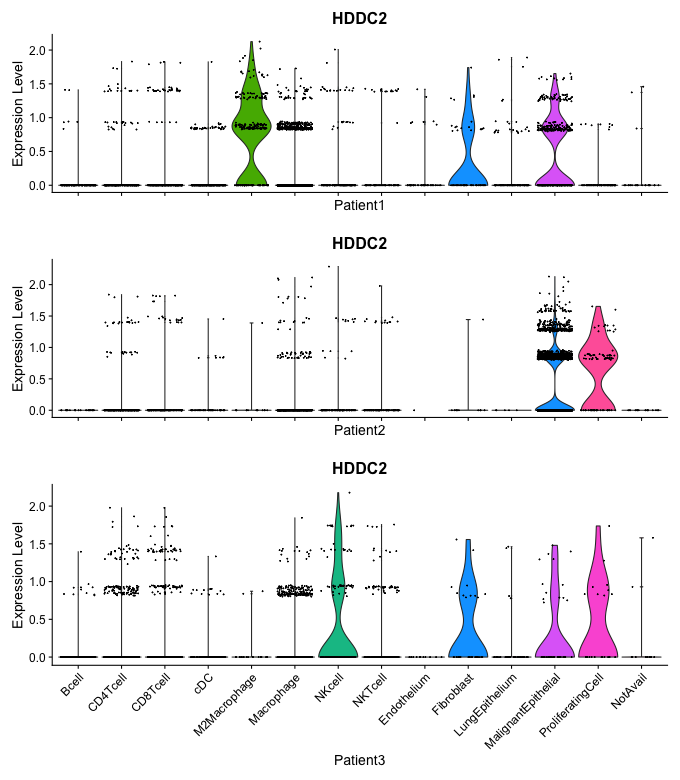 HDDC2
Expression Level
2.0
1.5
1.0
0.5
0.0
Patient1
HDDC2
Expression Level
2.0
1.5
1.0
0.5
0.0
Patient2
HDDC2
Expression Level
2.0
1.5
1.0
0.5
0.0
Bcell
CD4Tcell
CD8Tcell
cDC
M2Macrophage
Macrophage
NKcell
NKTcell
Endothelium
Fibroblast
LungEpithelium
MalignantEpithelial
ProliferatingCell
NotAvail
Patient3